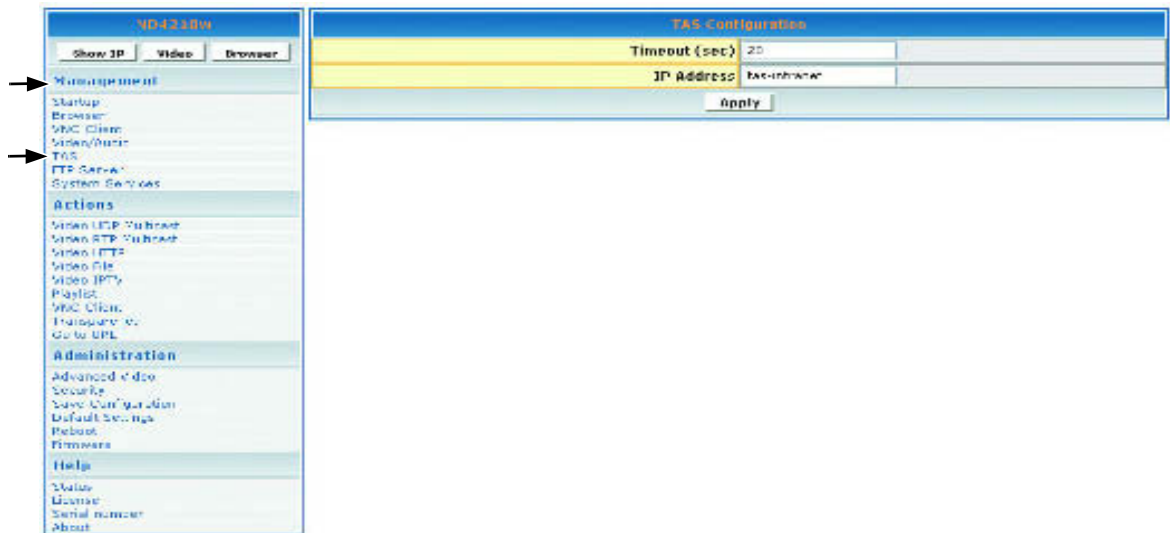 ND4210w
Show IP Video Browser
Management
Startup
Browser
VNC Client
Video/Audio
TAS
FTP Server
System Services
Actions
Video UDP Multicast
Video RTP Multicast
Video HTTP
Video File
Video IPTV
Playlist
VNC Client
Go to URL
Administration
Advanced Video
Security
Save Configuration
Default Settings
Reboot
Firmware
Help
Status
License
Serial number
About
TAS Configuration
Timeout (sec) 20
IP Address tas-intranet
Apply